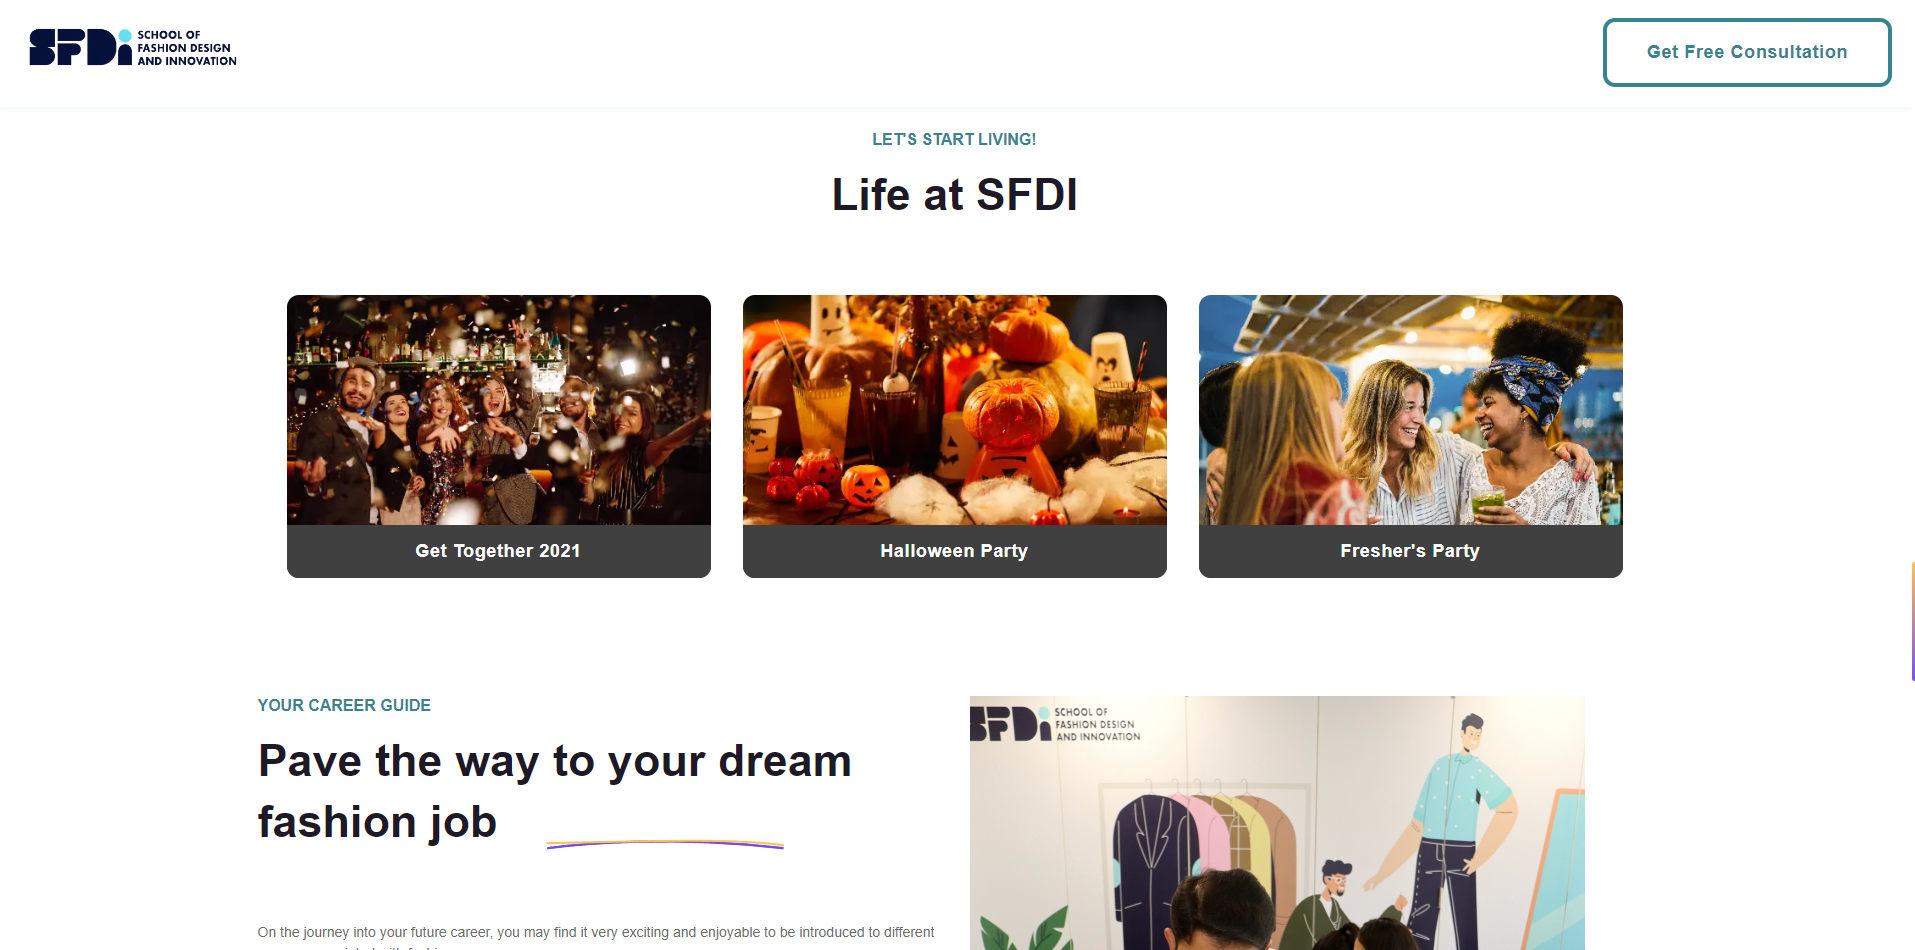 SFDi SCHOOL OF
FASHION DESIGN
AND INNOVATION
Get Free Consultation
LET'S START LIVING!
Life at SFDI
Get Together 2021
Halloween Party
Fresher's Party
YOUR CAREER GUIDE
Pave the way to your dream
fashion job
On the journey into your future career, you may find it very exciting and enjoyable to be introduced to different
SFDi SCHOOL OF
FASHION DESIGN
AND INNOVATION